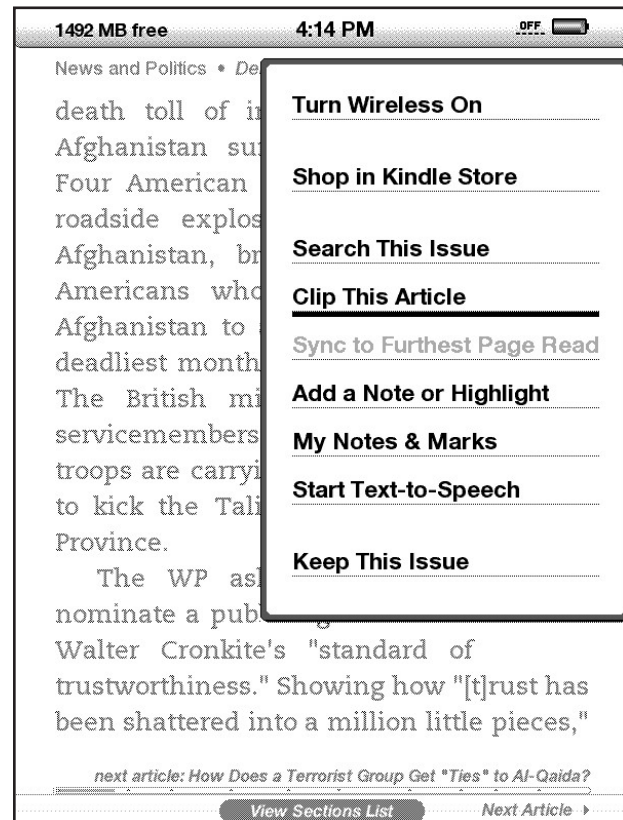 1492 MB free 4:14 PM OFF
News and Politics • De
death toll of i
Afghanistan su
Four American
roadside explos
Afghanistan, br
Americans who
Afghanistan to
deadliest month
The British mi
servicemembers
troops are carryi
to kick the Tali
Province.
The WP as
nominate a pub
Walter Cronkite's "standard of
trustworthiness." Showing how "[t]rust has
been shattered into a million little pieces,"
Turn Wireless On
Shop in Kindle Store
Search This Issue
Clip This Article
Sync to Furthest Page Read
Add a Note or Highlight
My Notes & Marks
Start Text-to-Speech
Keep This Issue
next article: How Does a Terrorist Group Get "Ties" to Al-Qaida?
View Sections List Next Article